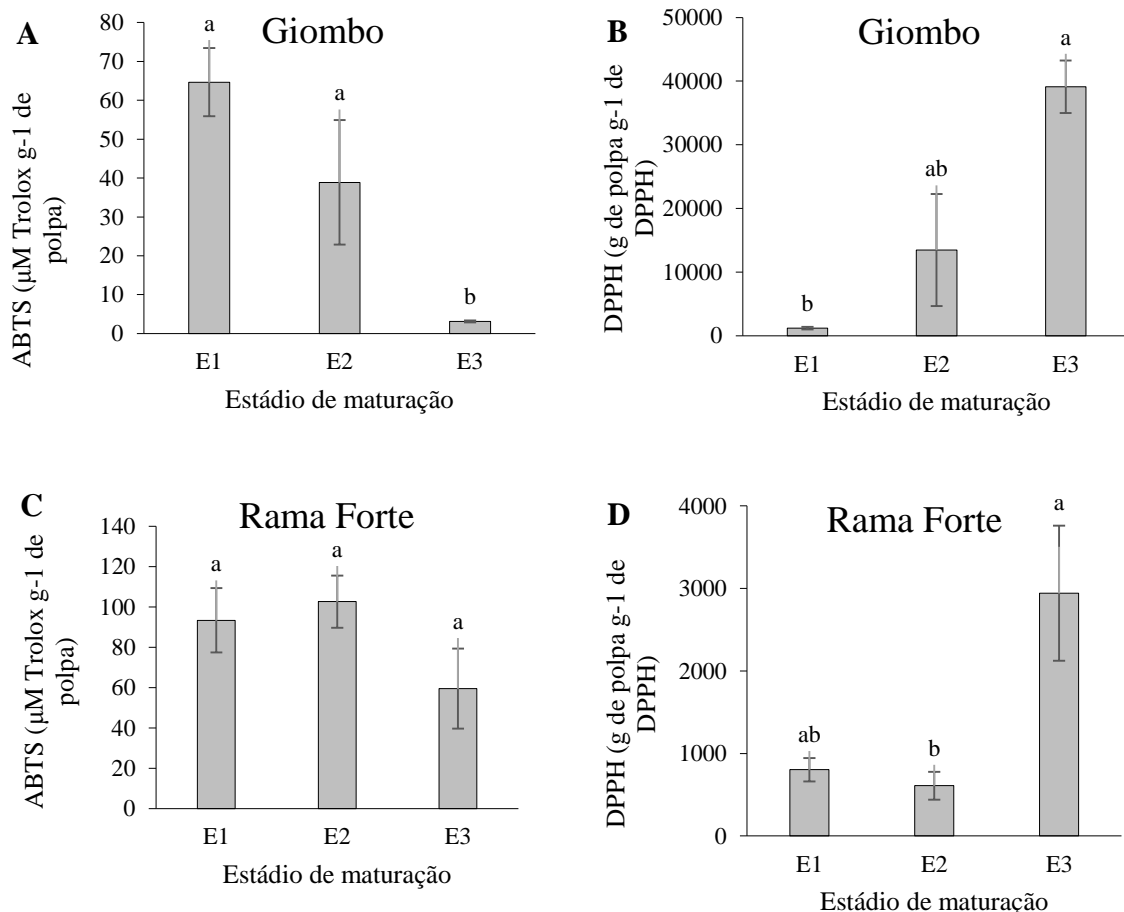 A
Giombo
a
a
b
80
70
60
50
40
30
20
10
0
ABTS (µM Trolox g-1 de
polpa)
E1
E2
E3
Estádio de maturação
B
Giombo
a
ab
b
50000
40000
30000
20000
10000
0
DPPH (g de polpa g-1 de
DPPH)
E1
E2
E3
Estádio de maturação
C
Rama Forte
a
a
a
140
120
100
80
60
40
20
0
ABTS (µM Trolox g-1 de
polpa)
E1
E2
E3
Estádio de maturação
D
Rama Forte
a
ab
b
4000
3000
2000
1000
0
DPPH (g de polpa g-1 de
DPPH)
E1
E2
E3
Estádio de maturação